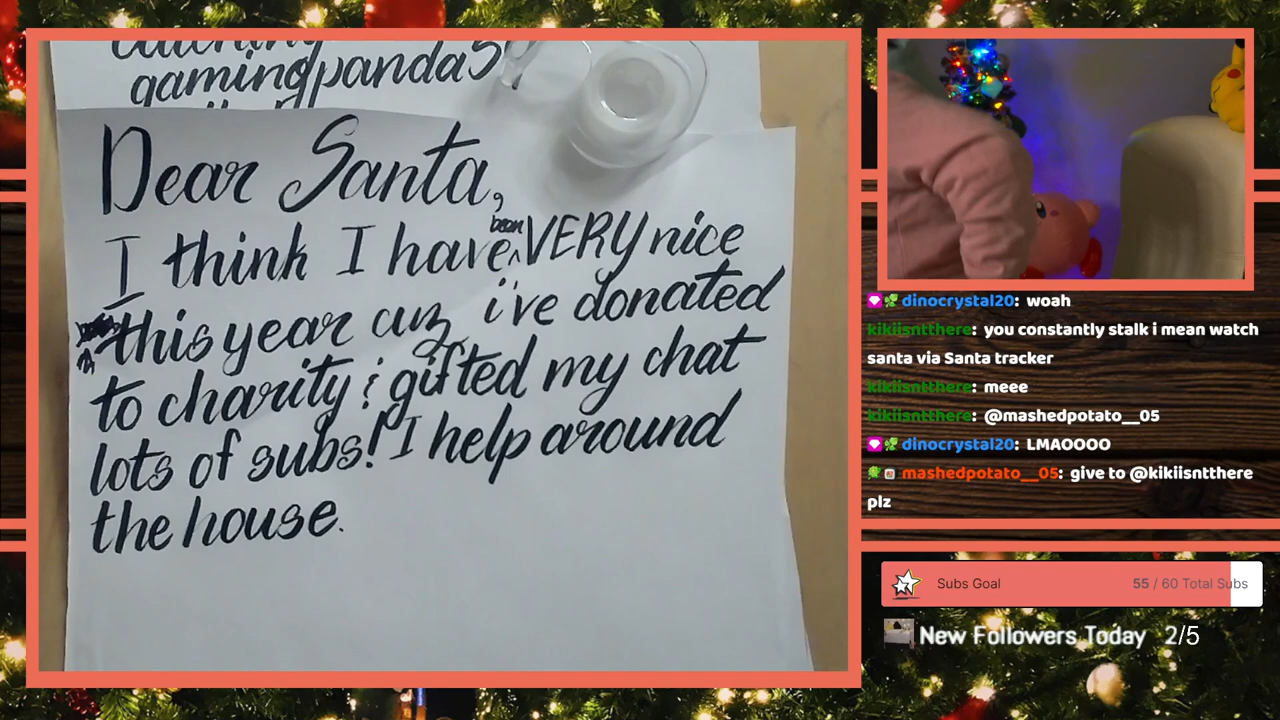 gamingpanda5
Dear Santa,
I think I have been VERY nice
this year cuz i've donated
to charity & gifted my chat
lots of subs! I help around
the house.
dinocrystal20: woah
kikiisntthere: you constantly stalk i mean watch
santa via Santa tracker
kikiisntthere: meee
kikiisntthere: @mashedpotato__05
dinocrystal20: LMAOOOO
mashedpotato__05: give to @kikiisntthere
plz
Subs Goal 55 / 60 Total Subs
New Followers Today 2/5